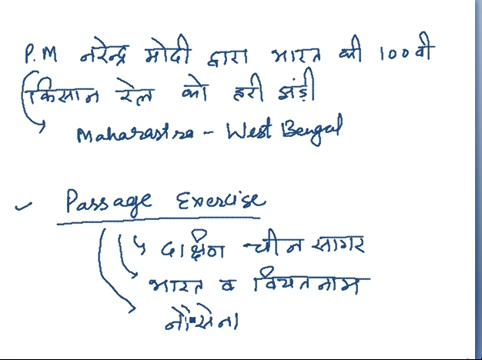 P.M नरेन्द्र मोदी द्वारा भारत की 100वी
किसान रेल को हरी झंड़ी
Maharastra - West Bengal
Passage Exercise
दक्षिण चीन सागर
भारत व वियतनाम
नौसेना